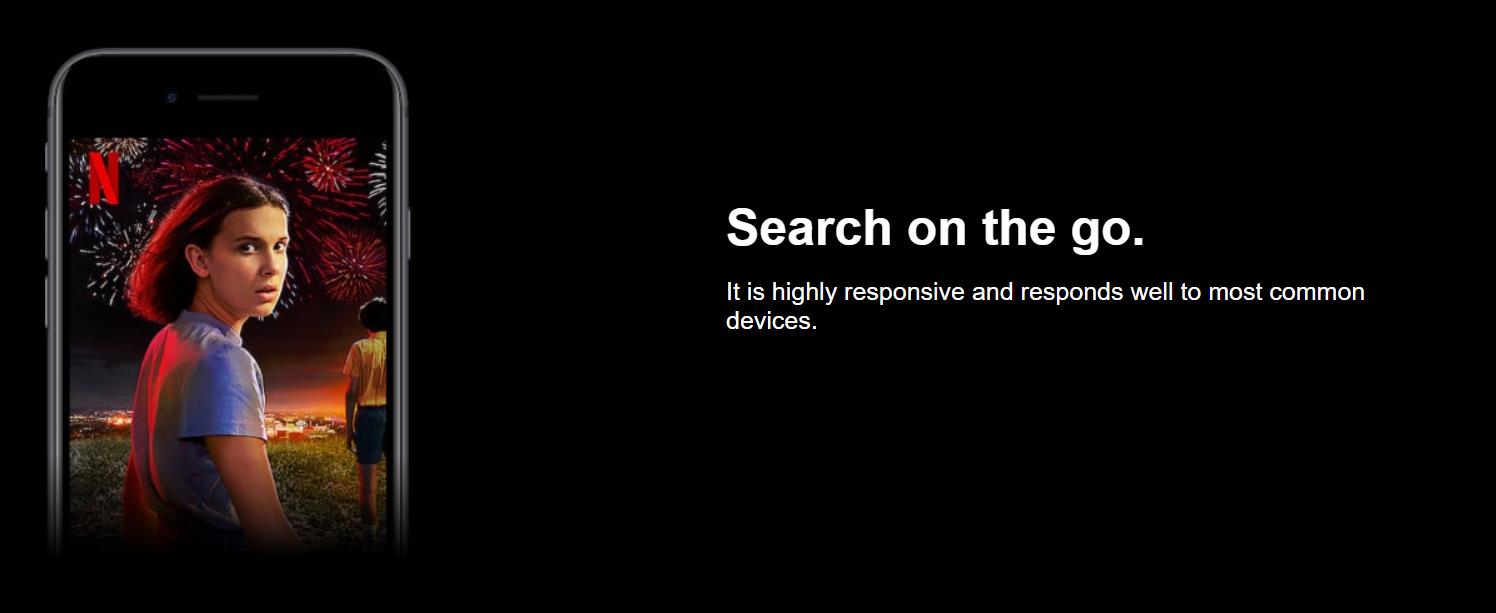 N
Search on the go.
It is highly responsive and responds well to most common
devices.